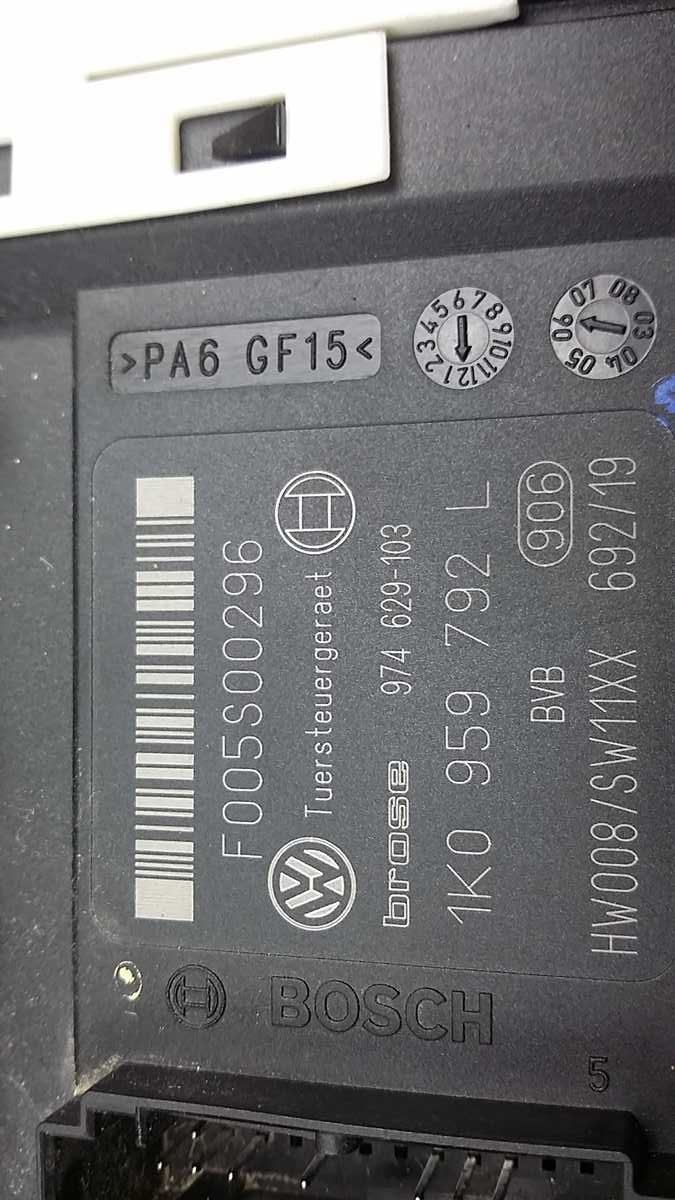 >PA6 GF15<
1 2 3 4 5 6 7 8 9 10 11 12
03 04 05 06 07 08
F005S00296
Tuersteuergeraet
brose 974 629-103
1K0 959 792 L
BVB 906
HW008/SW11XX 692/19
BOSCH
5